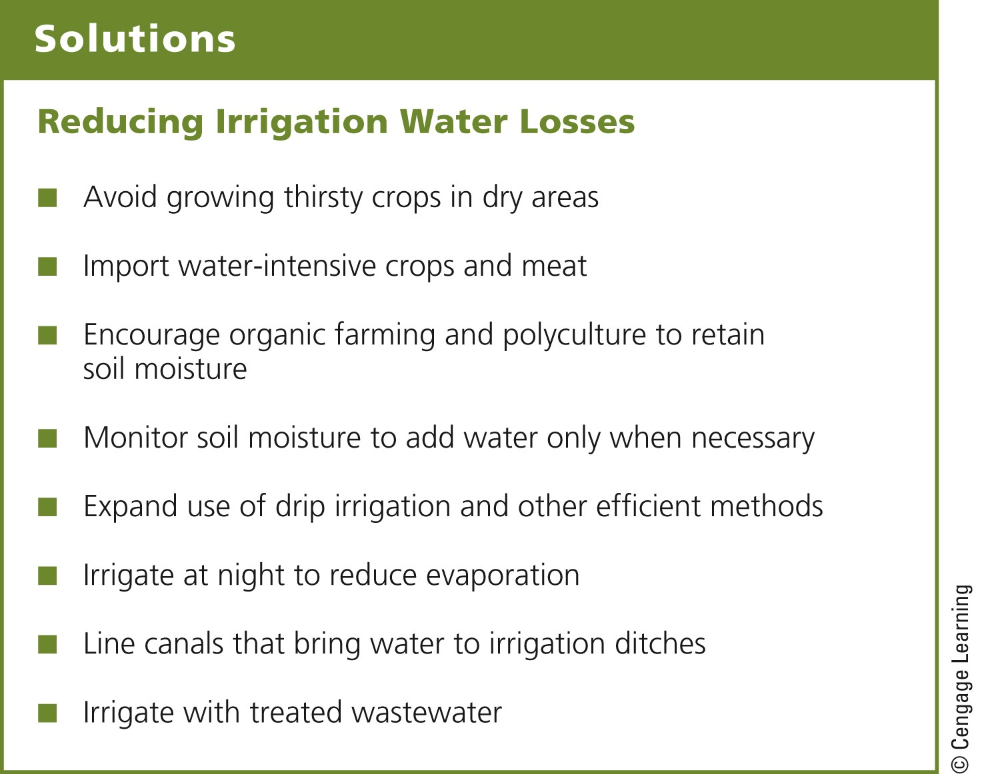 Solutions
Reducing Irrigation Water Losses
■ Avoid growing thirsty crops in dry areas
■ Import water-intensive crops and meat
■ Encourage organic farming and polyculture to retain
soil moisture
■ Monitor soil moisture to add water only when necessary
■ Expand use of drip irrigation and other efficient methods
■ Irrigate at night to reduce evaporation
■ Line canals that bring water to irrigation ditches
■ Irrigate with treated wastewater
© Cengage Learning